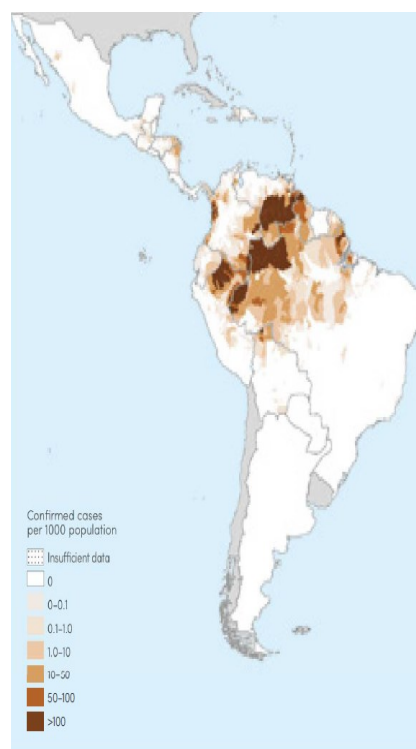 Confirmed cases
per 1000 population
Insufficient data
0
0–0.1
0.1–1.0
1.0–10
10–50
50–100
>100